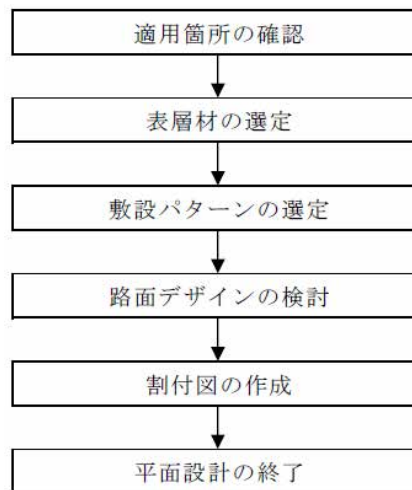 適用箇所の確認
表層材の選定
敷設パターンの選定
路面デザインの検討
割付図の作成
平面設計の終了